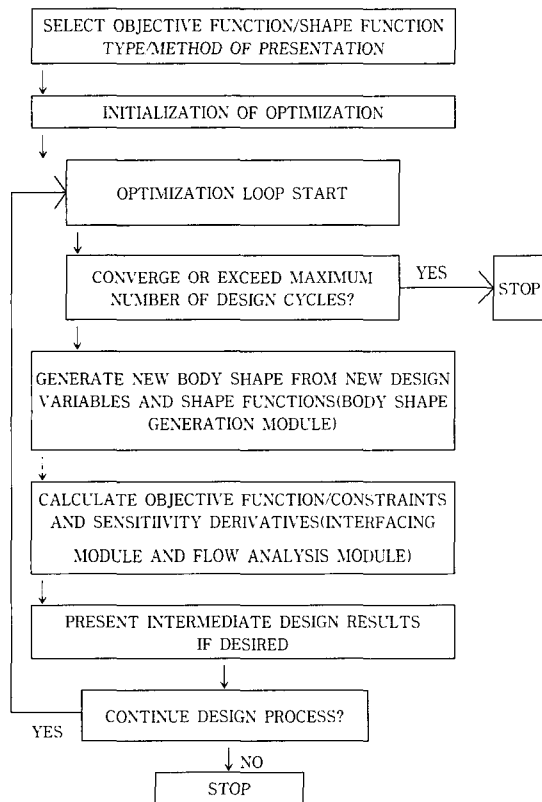 SELECT OBJECTIVE FUNCTION/SHAPE FUNCTION
TYPE/METHOD OF PRESENTATION
INITIALIZATION OF OPTIMIZATION
OPTIMIZATION LOOP START
CONVERGE OR EXCEED MAXIMUM
NUMBER OF DESIGN CYCLES?
YES
STOP
GENERATE NEW BODY SHAPE FROM NEW DESIGN
VARIABLES AND SHAPE FUNCTIONS(BODY SHAPE
GENERATION MODULE)
CALCULATE OBJECTIVE FUNCTION/CONSTRAINTS
AND SENSITIIVITY DERIVATIVES(INTERFACING
MODULE AND FLOW ANALYSIS MODULE)
PRESENT INTERMEDIATE DESIGN RESULTS
IF DESIRED
CONTINUE DESIGN PROCESS?
YES
NO
STOP